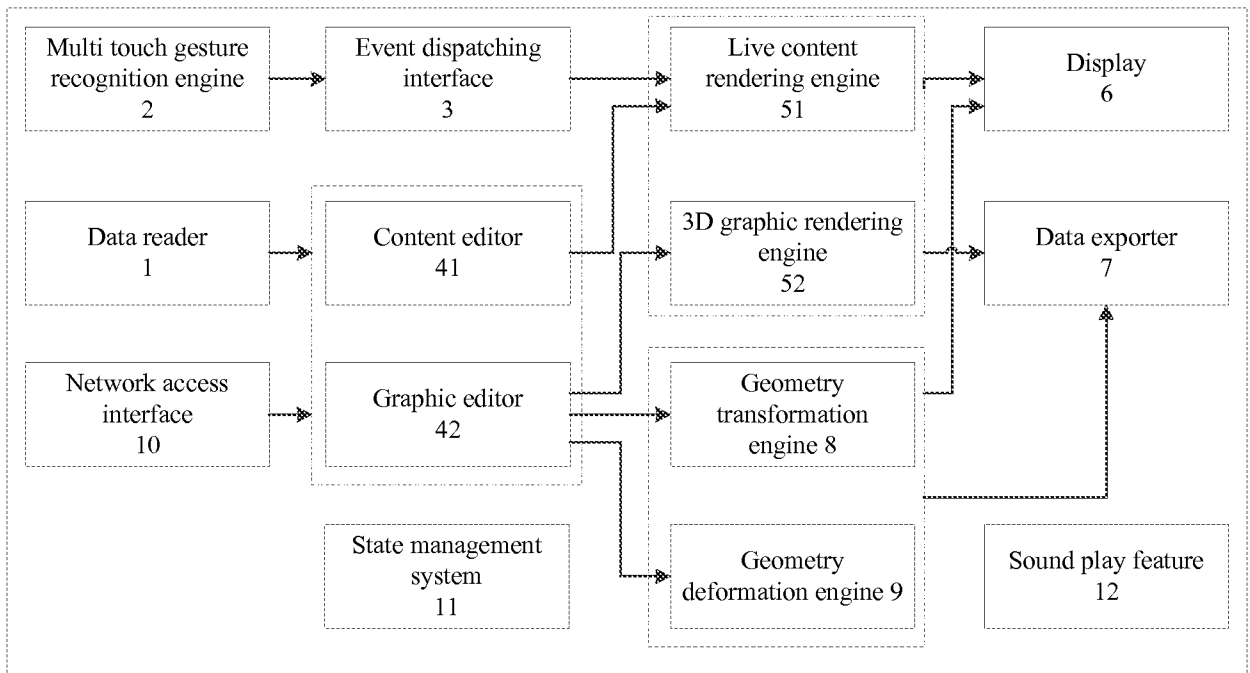 Multi touch gesture
recognition engine
2
Event dispatching
interface
3
Live content
rendering engine
51
Display
6
Data reader
1
Content editor
41
3D graphic rendering
engine
52
Data exporter
7
Network access
interface
10
Graphic editor
42
Geometry
transformation
engine 8
State management
system
11
Geometry
deformation engine 9
Sound play feature
12